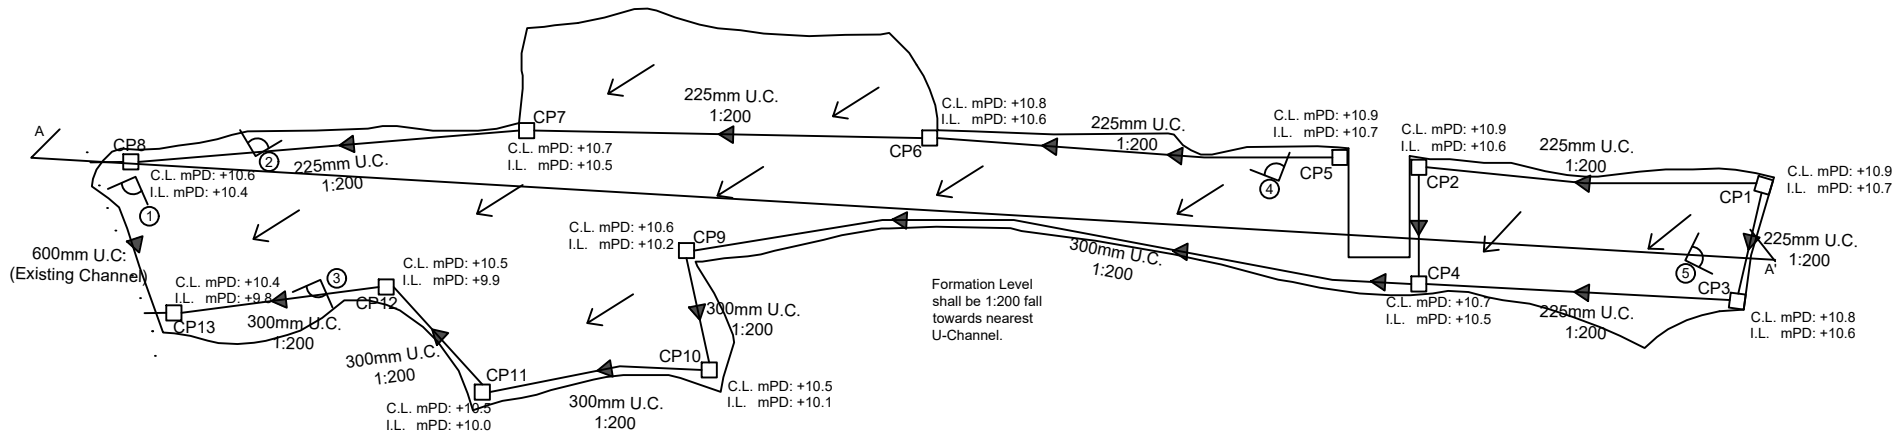 A
CP8
C.L. mPD: +10.6
I.L. mPD: +10.4
1
2
225mm U.C.
1:200
CP7
C.L. mPD: +10.7
I.L. mPD: +10.5
225mm U.C.
1:200
C.L. mPD: +10.8
I.L. mPD: +10.6
CP6
225mm U.C.
1:200
C.L. mPD: +10.9
I.L. mPD: +10.7
CP5
4
C.L. mPD: +10.9
I.L. mPD: +10.6
CP2
225mm U.C.
1:200
C.L. mPD: +10.9
I.L. mPD: +10.7
CP1
225mm U.C.
1:200
A'
5
CP3
C.L. mPD: +10.8
I.L. mPD: +10.6
225mm U.C.
1:200
CP4
C.L. mPD: +10.7
I.L. mPD: +10.5
300mm U.C.
1:200
Formation Level
shall be 1:200 fall
towards nearest
U-Channel.
C.L. mPD: +10.6
I.L. mPD: +10.2
CP9
300mm U.C.
1:200
CP10
C.L. mPD: +10.5
I.L. mPD: +10.1
300mm U.C.
1:200
CP11
C.L. mPD: +10.5
I.L. mPD: +10.0
300mm U.C.
1:200
C.L. mPD: +10.5
I.L. mPD: +9.9
CP12
3
300mm U.C.
1:200
C.L. mPD: +10.4
I.L. mPD: +9.8
CP13
600mm U.C.
(Existing Channel)